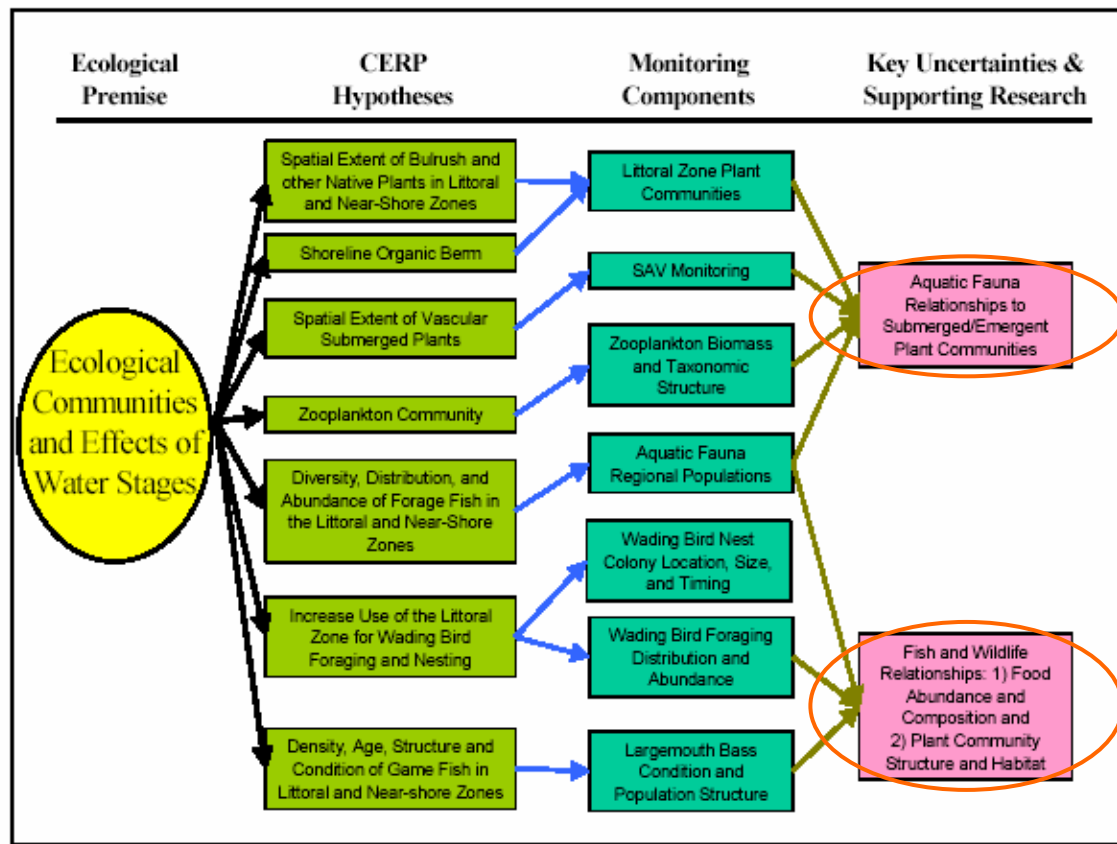 Ecological
Premise
CERP
Hypotheses
Monitoring
Components
Key Uncertainties &
Supporting Research
Ecological
Communities
and Effects of
Water Stages
Spatial Extent of Bulrush and
other Native Plants in Littoral
and Near-Shore Zones
Shoreline Organic Berm
Spatial Extent of Vascular
Submerged Plants
Zooplankton Community
Diversity, Distribution, and
Abundance of Forage Fish in
the Littoral and Near-Shore
Zones
Increase Use of the Littoral
Zone for Wading Bird
Foraging and Nesting
Density, Age, Structure and
Condition of Game Fish in
Littoral and Near-shore Zones
Littoral Zone Plant
Communities
SAV Monitoring
Zooplankton Biomass
and Taxonomic
Structure
Aquatic Fauna
Regional Populations
Wading Bird Nest
Colony Location, Size,
and Timing
Wading Bird Foraging
Distribution and
Abundance
Largemouth Bass
Condition and
Population Structure
Aquatic Fauna
Relationships to
Submerged/Emergent
Plant Communities
Fish and Wildlife
Relationships: 1) Food
Abundance and
Composition and
2) Plant Community
Structure and Habitat